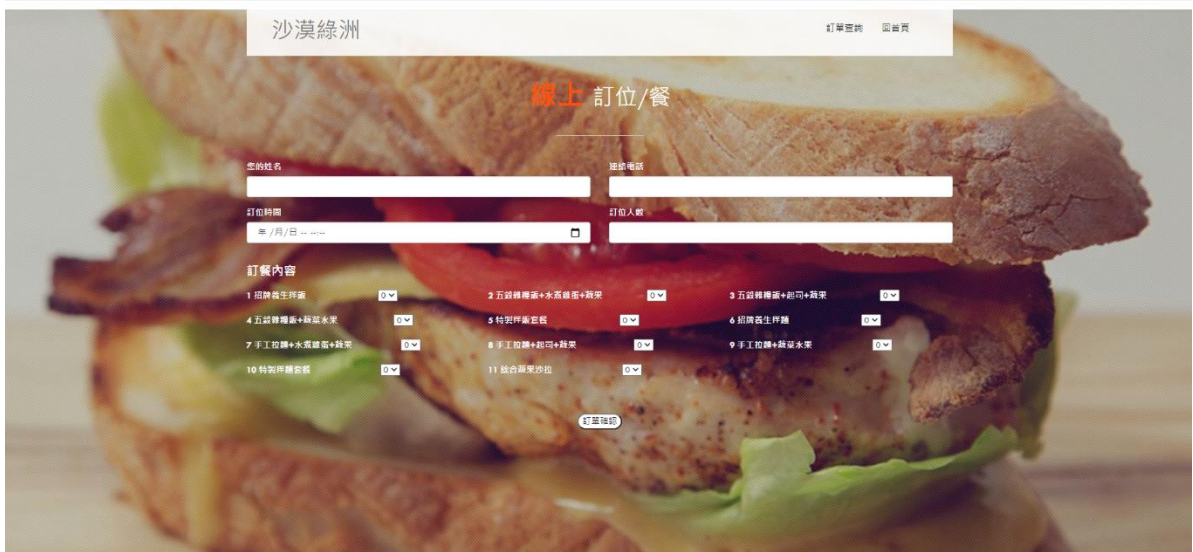 沙漠綠洲
訂單查詢 回首頁
線上 訂位/餐
您的姓名 連絡電話
訂位時間 訂位人數
年 /月/日 -- --:--
訂餐內容
1 招牌養生拌飯 0 2 五穀雜糧飯+水煮雞蛋+蔬果 0 3 五穀雜糧飯+起司+蔬果 0
4 五穀雜糧飯+蔬菜水果 0 5 特製拌飯套餐 0 6 招牌養生拌麵 0
7 手工拉麵+水煮雞蛋+蔬果 0 8 手工拉麵+起司+蔬果 0 9 手工拉麵+蔬菜水果 0
10 特製拌麵套餐 0 11 綜合蔬果沙拉 0
訂單確認